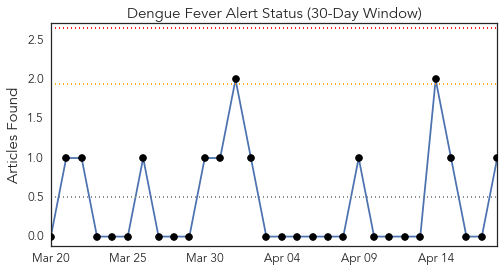 Dengue Fever Alert Status (30-Day Window)
Articles Found
2.5
2.0
1.5
1.0
0.5
0.0
Mar 20 Mar 25 Mar 30 Apr 04 Apr 09 Apr 14